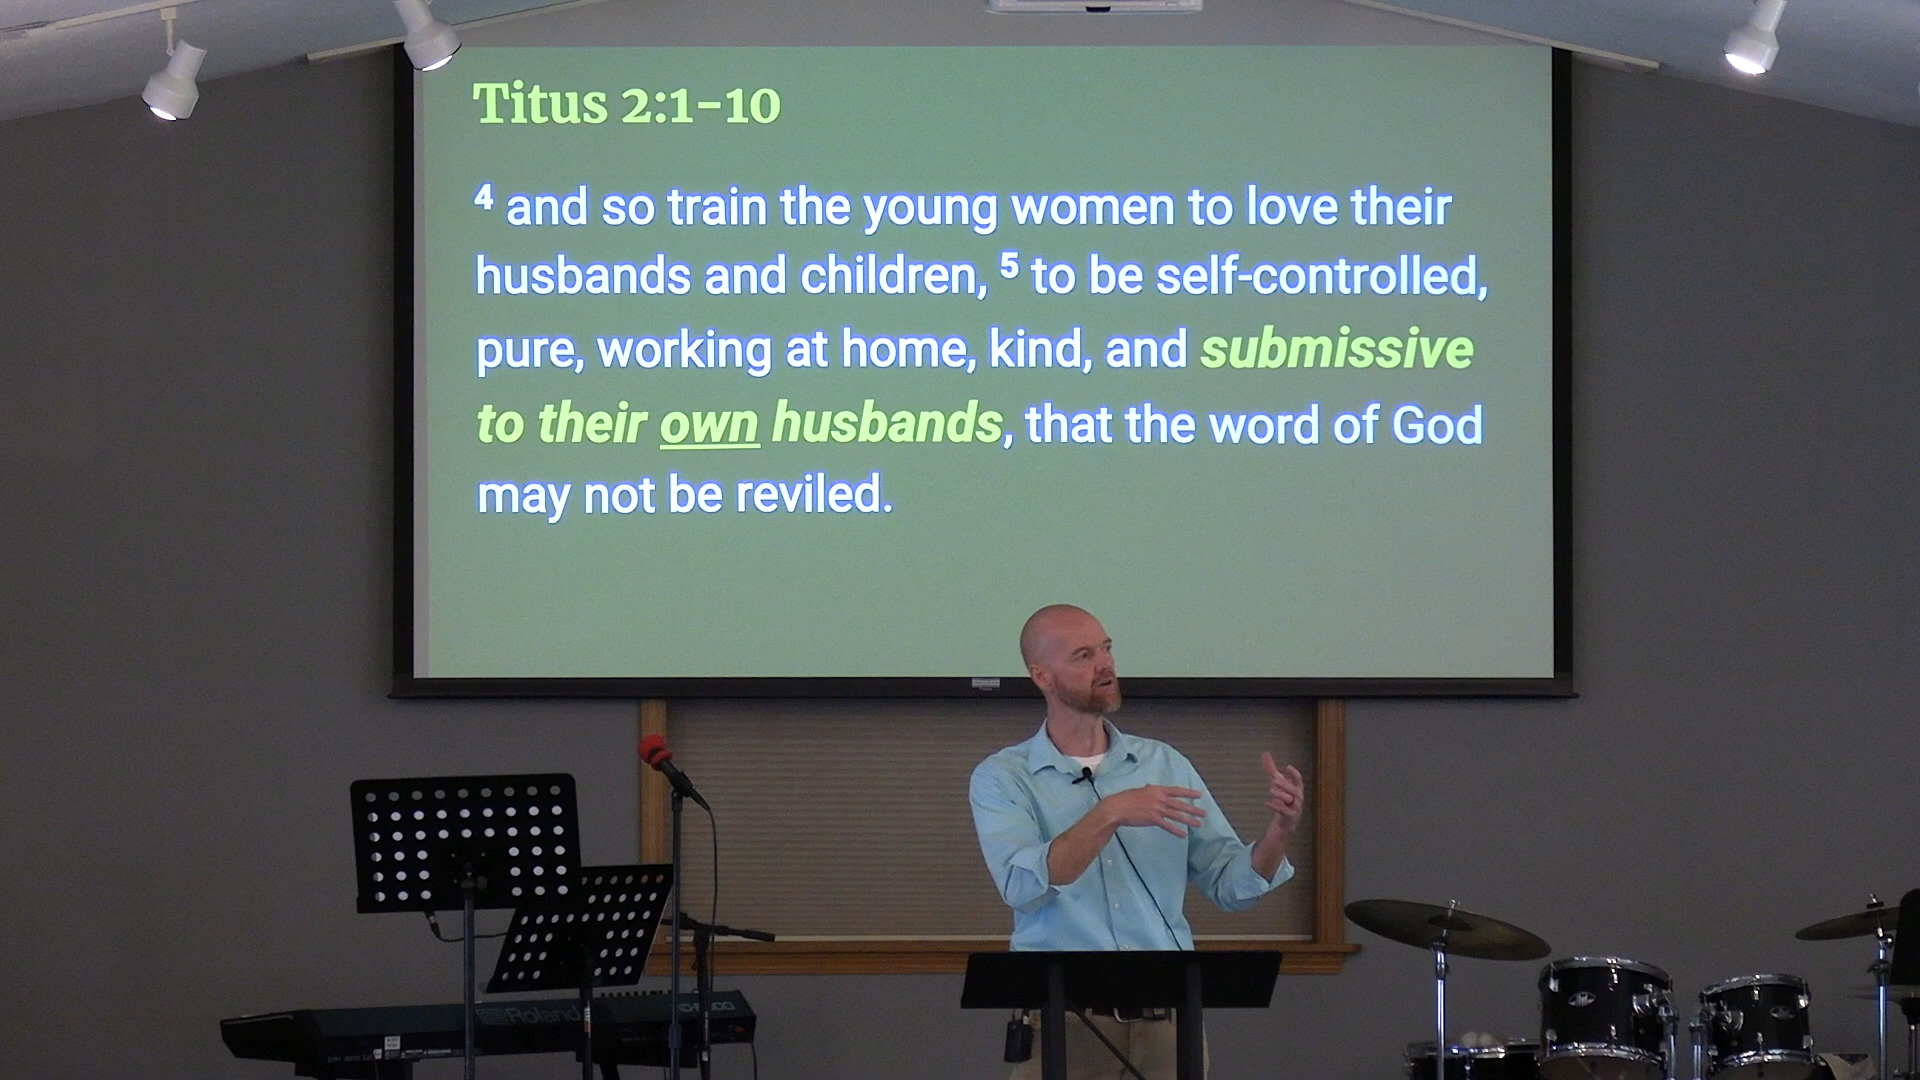 Titus 2:1-10
4 and so train the young women to love their
husbands and children, 5 to be self-controlled,
pure, working at home, kind, and submissive
to their own husbands, that the word of God
may not be reviled.
Roland